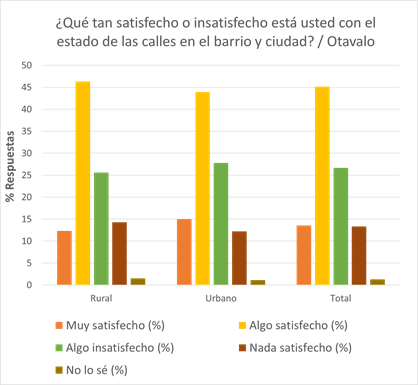 ¿Qué tan satisfecho o insatisfecho está usted con el
estado de las calles en el barrio y ciudad? / Otavalo
% Respuestas
50
45
40
35
30
25
20
15
10
5
0
Rural
Urbano
Total
Muy satisfecho (%)
Algo satisfecho (%)
Algo insatisfecho (%)
Nada satisfecho (%)
No lo sé (%)